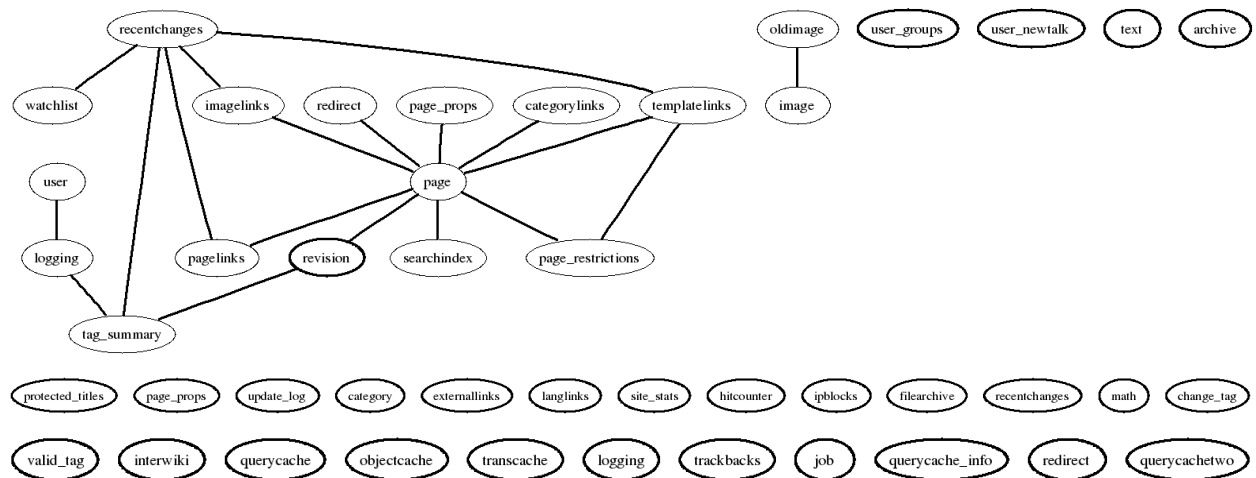 recentchanges
oldimage
user_groups
user_newtalk
text
archive
watchlist
imagelinks
redirect
page_props
categorylinks
templatelinks
image
user
page
logging
pagelinks
revision
searchindex
page_restrictions
tag_summary
protected_titles
page_props
update_log
category
externallinks
langlinks
site_stats
hitcounter
ipblocks
filearchive
recentchanges
math
change_tag
valid_tag
interwiki
querycache
objectcache
transcache
logging
trackbacks
job
querycache_info
redirect
querycachetwo